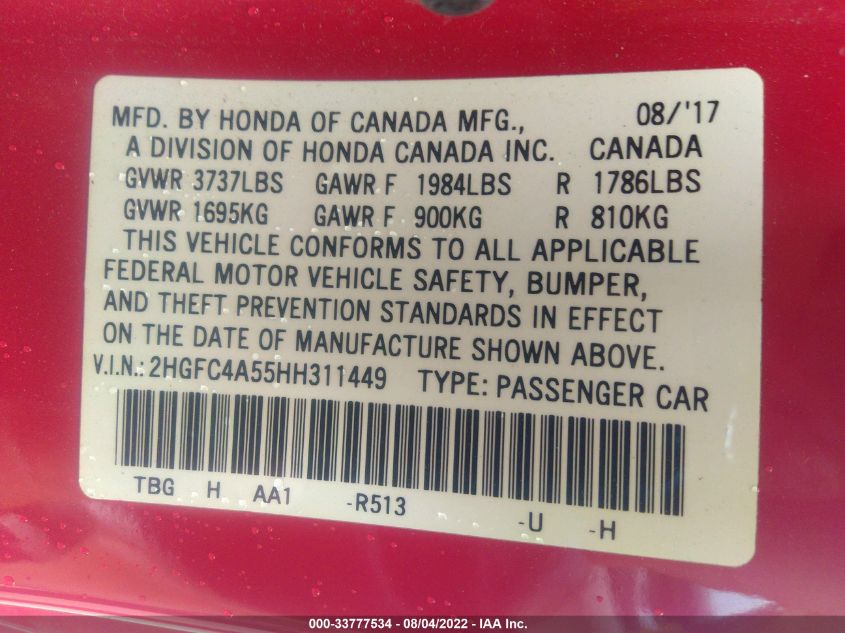 MFD. BY HONDA OF CANADA MFG., 08/'17
A DIVISION OF HONDA CANADA INC. CANADA
GVWR 3737LBS GAWR F 1984LBS R 1786LBS
GVWR 1695KG GAWR F 900KG R 810KG
THIS VEHICLE CONFORMS TO ALL APPLICABLE
FEDERAL MOTOR VEHICLE SAFETY, BUMPER,
AND THEFT PREVENTION STANDARDS IN EFFECT
ON THE DATE OF MANUFACTURE SHOWN ABOVE.
V.I.N.: 2HGFC4A55HH311449 TYPE: PASSENGER CAR
TBG H AA1 -R513 -U -H
000-33777534 - 08/04/2022 - IAA Inc.